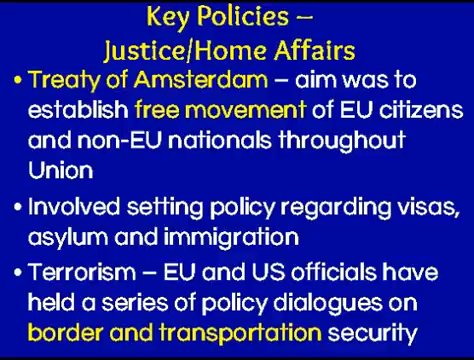 Key Policies –
Justice/Home Affairs
• Treaty of Amsterdam – aim was to
establish free movement of EU citizens
and non-EU nationals throughout
Union
• Involved setting policy regarding visas,
asylum and immigration
• Terrorism – EU and US officials have
held a series of policy dialogues on
border and transportation security